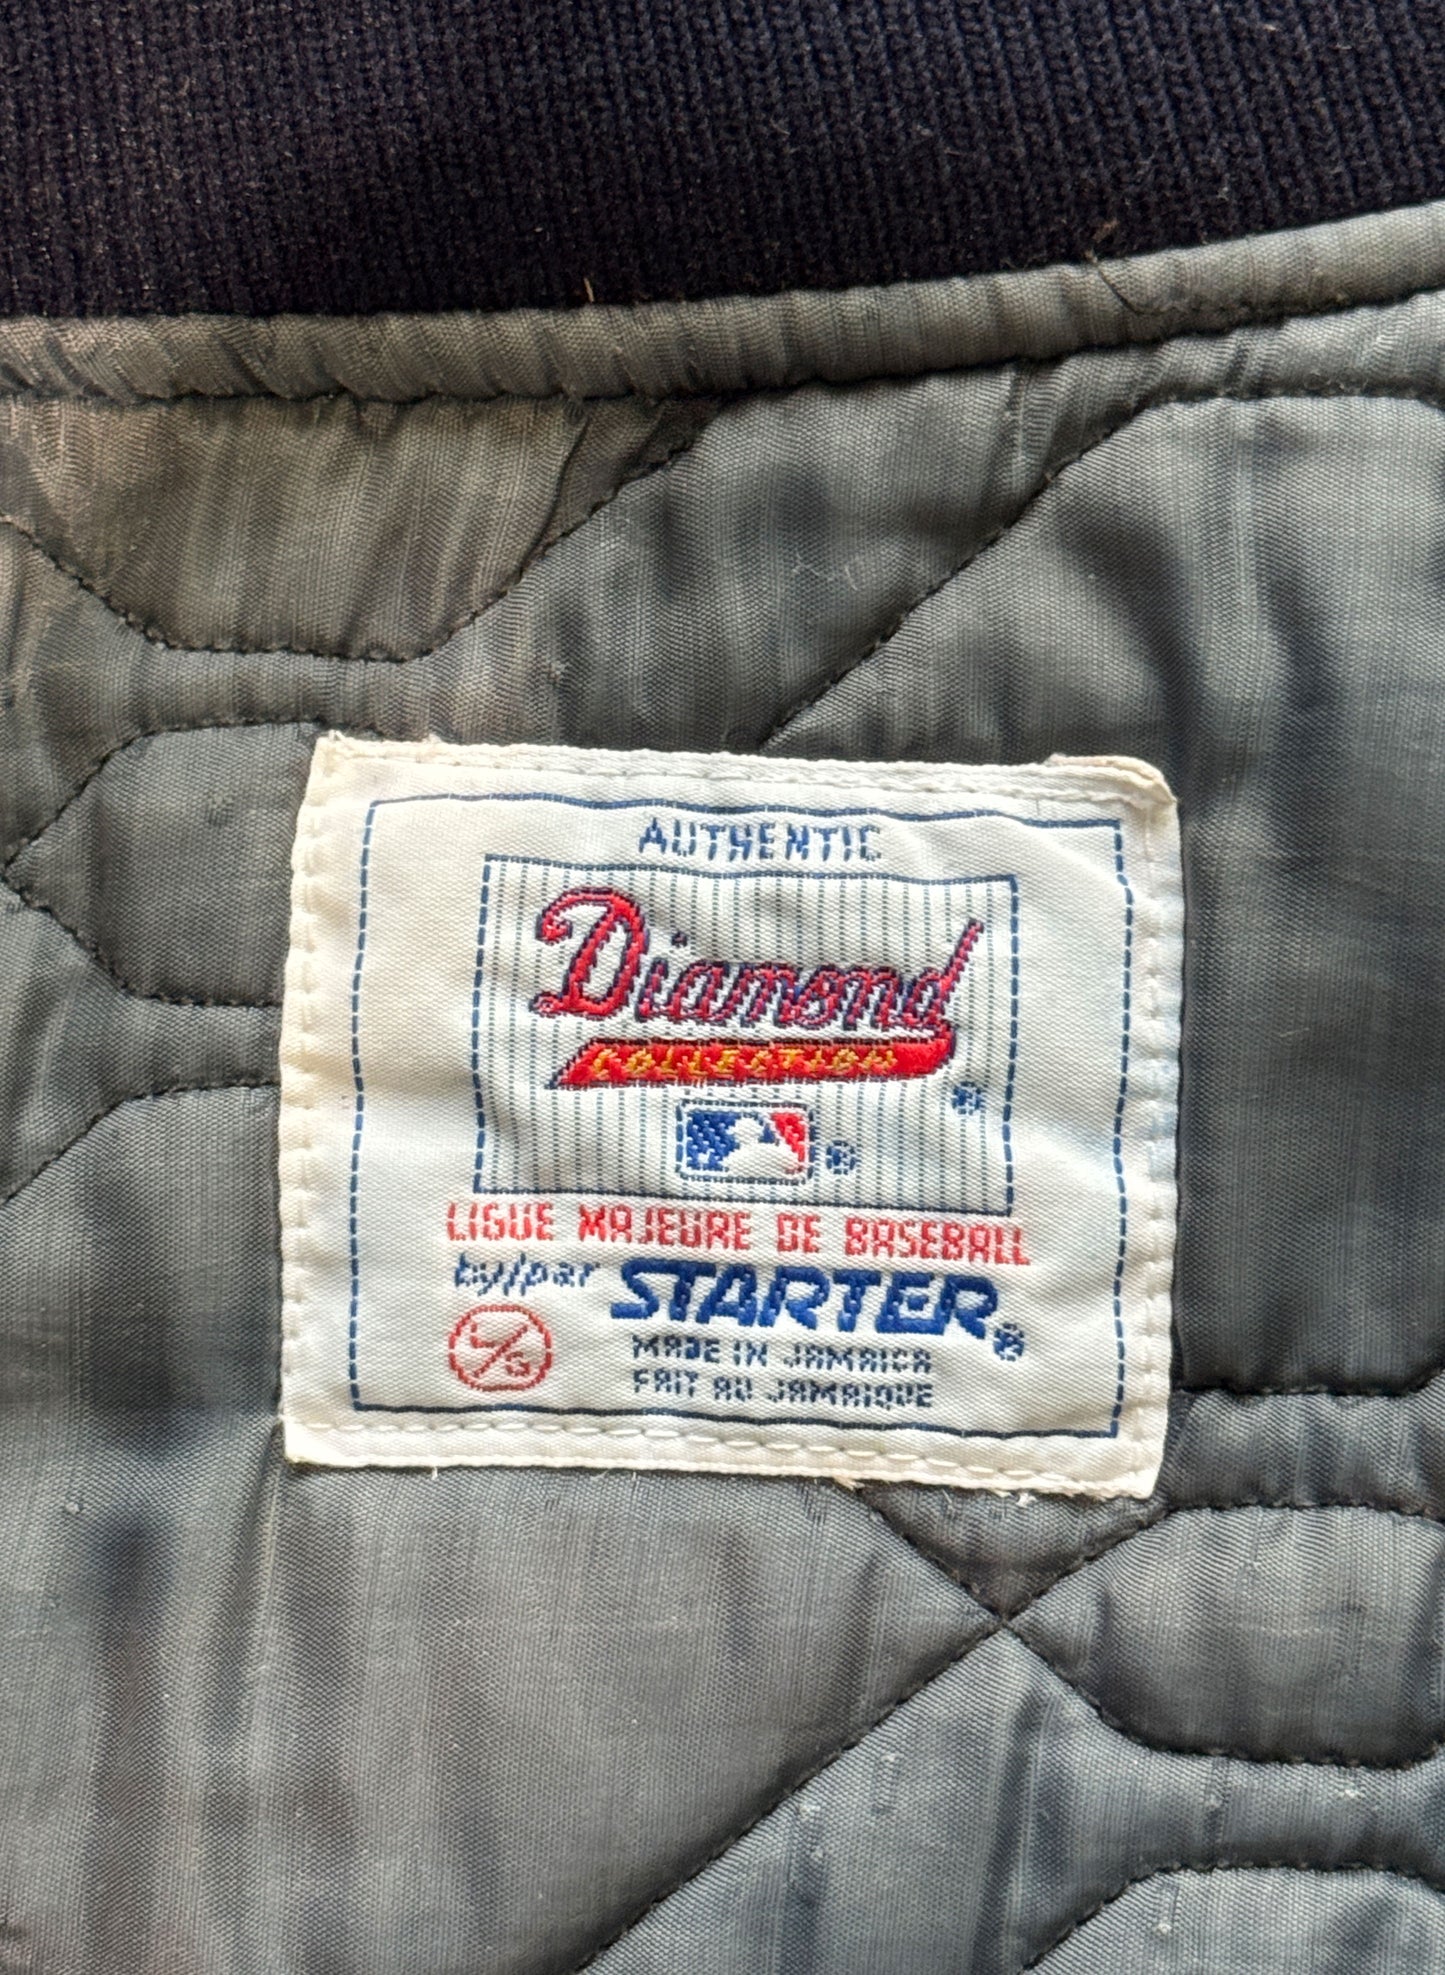 AUTHENTIC
Diamond
COLLECTION
®
®
LIGUE MAJEURE DE BASEBALL
by/par STARTER®
L/G
MADE IN JAMAICA
FAIT AU JAMAIQUE